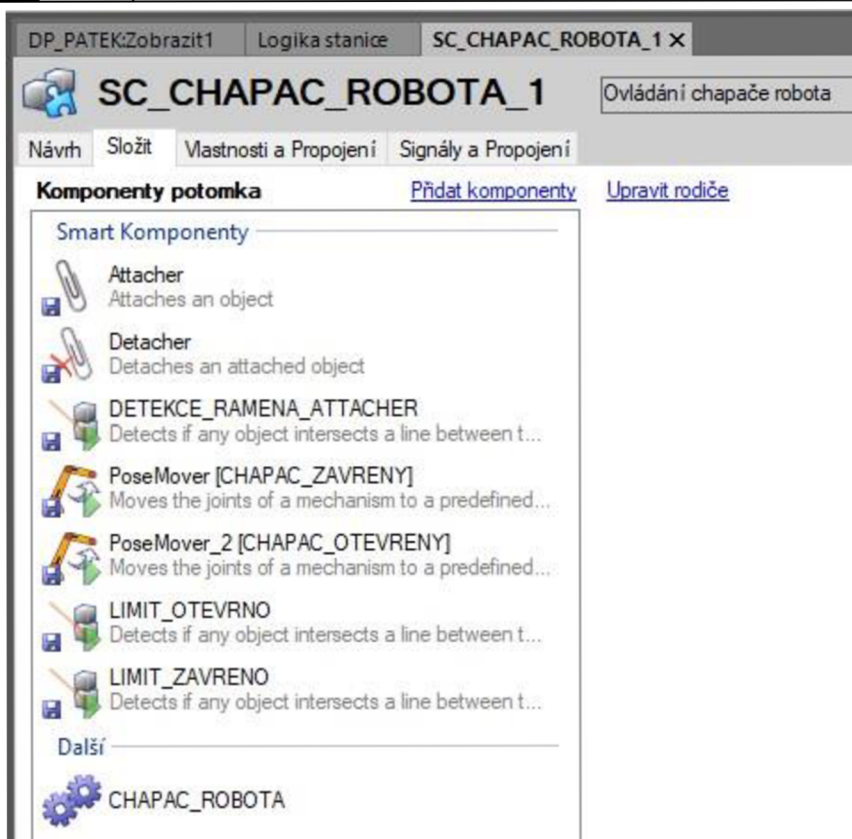 DP_PATEK:Zobrazit1 Logika stanice SC_CHAPAC_ROBOTA_1 X
SC_CHAPAC_ROBOTA_1 Ovládání chapače robota
Návrh Složit Vlastnosti a Propojení Signály a Propojení
Komponenty potomka Přidat komponenty Upravit rodiče
Smart Komponenty
Attacher
Attaches an object
Detacher
Detaches an attached object
DETEKCE_RAMENA_ATTACHER
Detects if any object intersects a line between t...
PoseMover [CHAPAC_ZAVRENY]
Moves the joints of a mechanism to a predefined...
PoseMover_2 [CHAPAC_OTEVRENY]
Moves the joints of a mechanism to a predefined...
LIMIT_OTEVRNO
Detects if any object intersects a line between t...
LIMIT_ZAVRENO
Detects if any object intersects a line between t...
Další
CHAPAC_ROBOTA